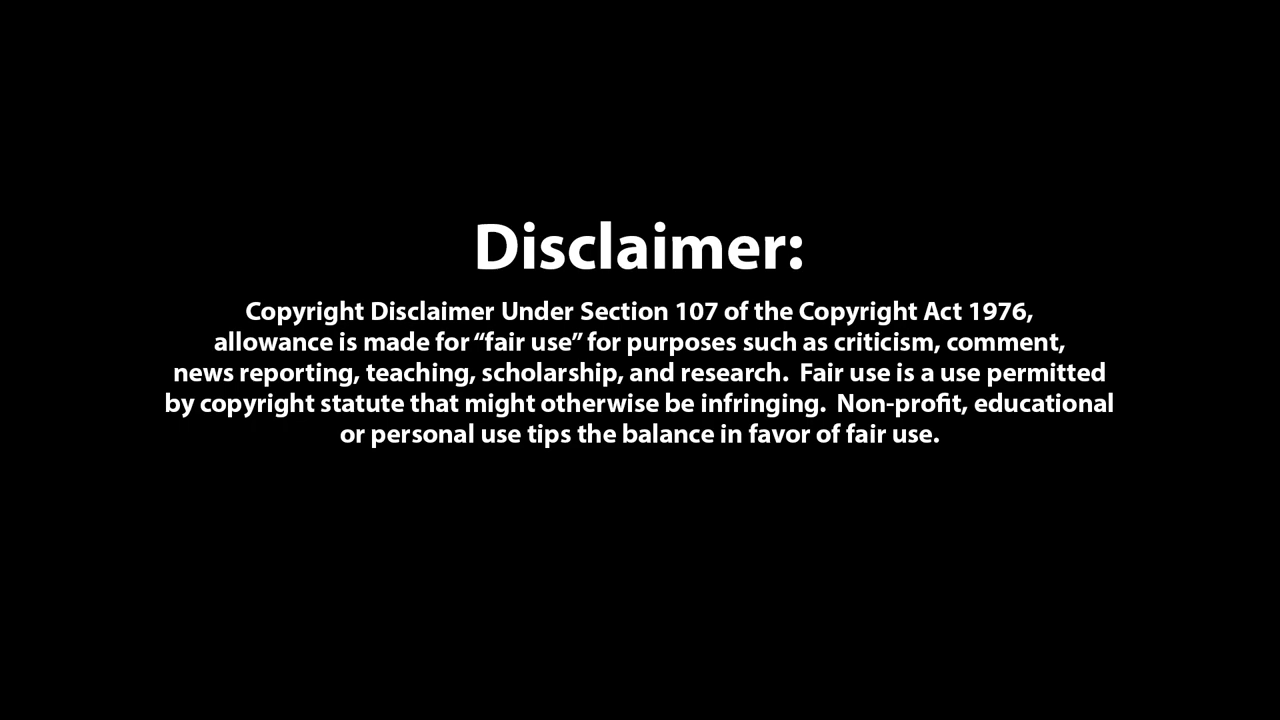 Disclaimer:
Copyright Disclaimer Under Section 107 of the Copyright Act 1976,
allowance is made for “fair use” for purposes such as criticism, comment,
news reporting, teaching, scholarship, and research.  Fair use is a use permitted
by copyright statute that might otherwise be infringing.  Non-profit, educational
or personal use tips the balance in favor of fair use.